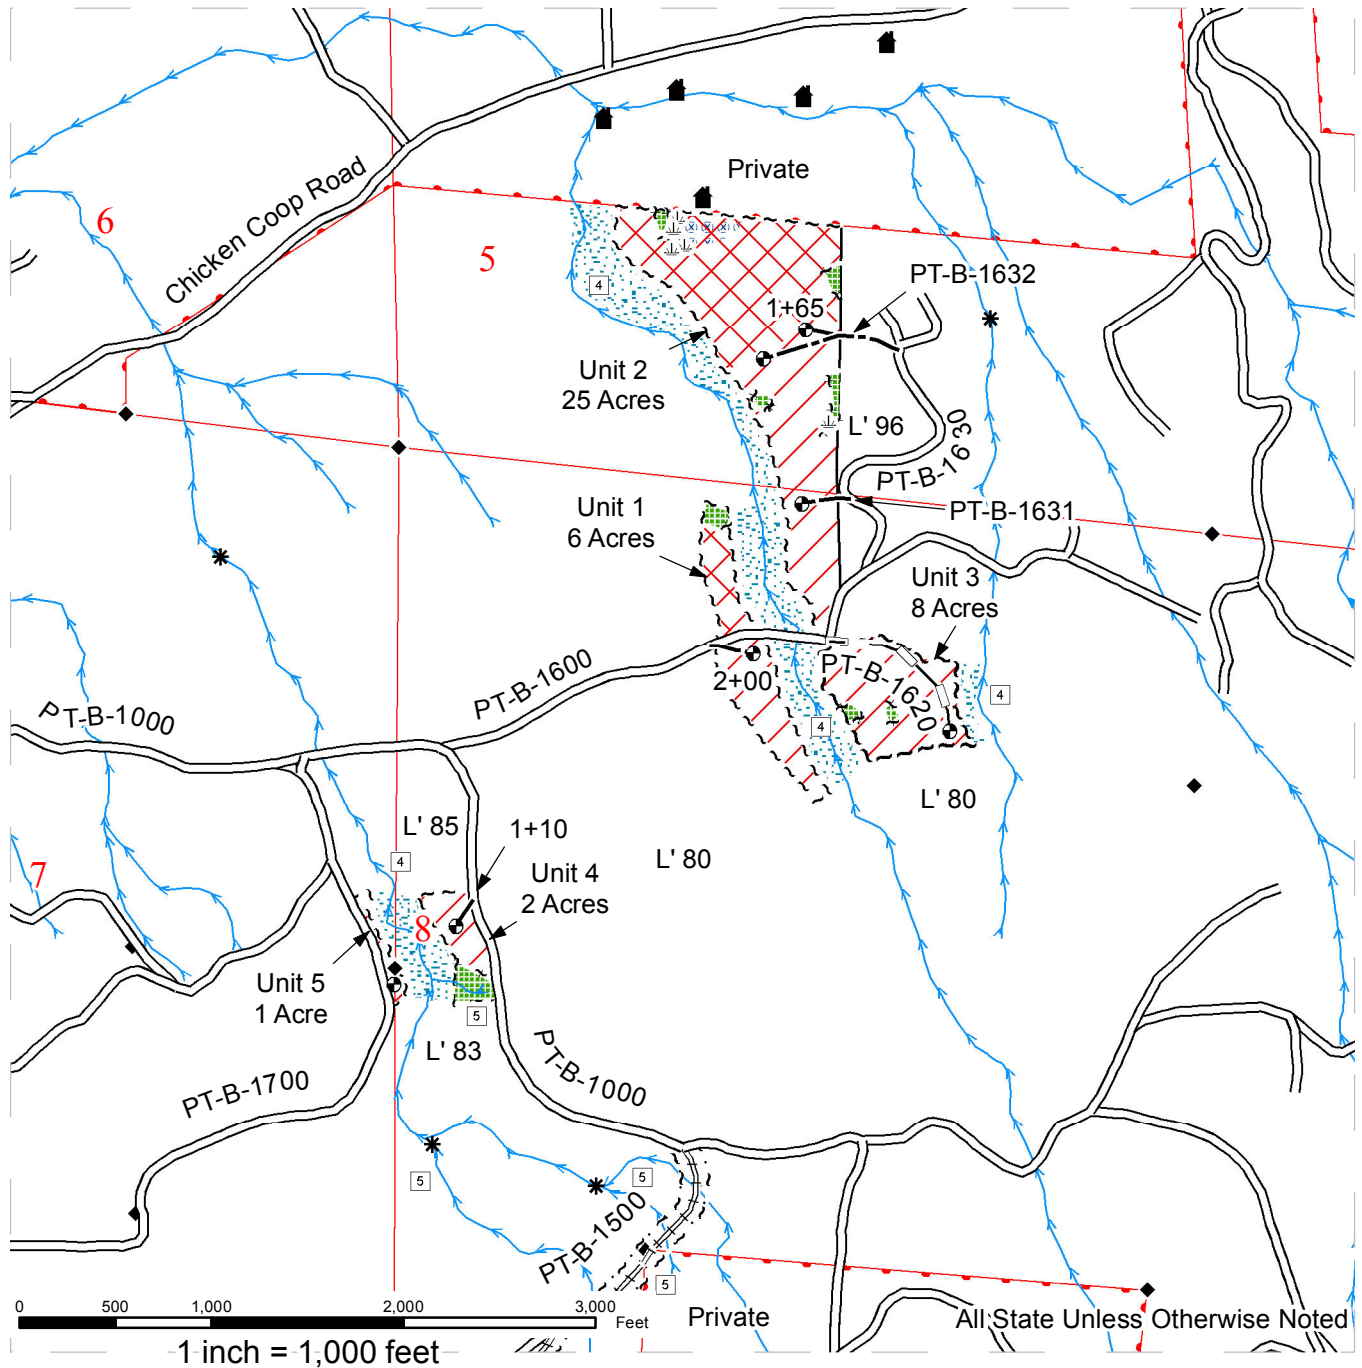 Private
6
Chicken Coop Road
5
PT-B-1632
4
1+65
Unit 2
25 Acres
L' 96
PT-B-1630
Unit 1
6 Acres
PT-B-1631
Unit 3
8 Acres
PT-B-1600
PT-B-1620
2+00
4
PT-B-1000
4
L' 80
L' 85
1+10
L' 80
4
7
Unit 4
2 Acres
8
Unit 5
1 Acre
5
L' 83
PT-B-1000
PT-B-1700
5
5
PT-B-1500
5
0 500 1,000 2,000 3,000
Feet
Private
All State Unless Otherwise Noted
1 inch = 1,000 feet